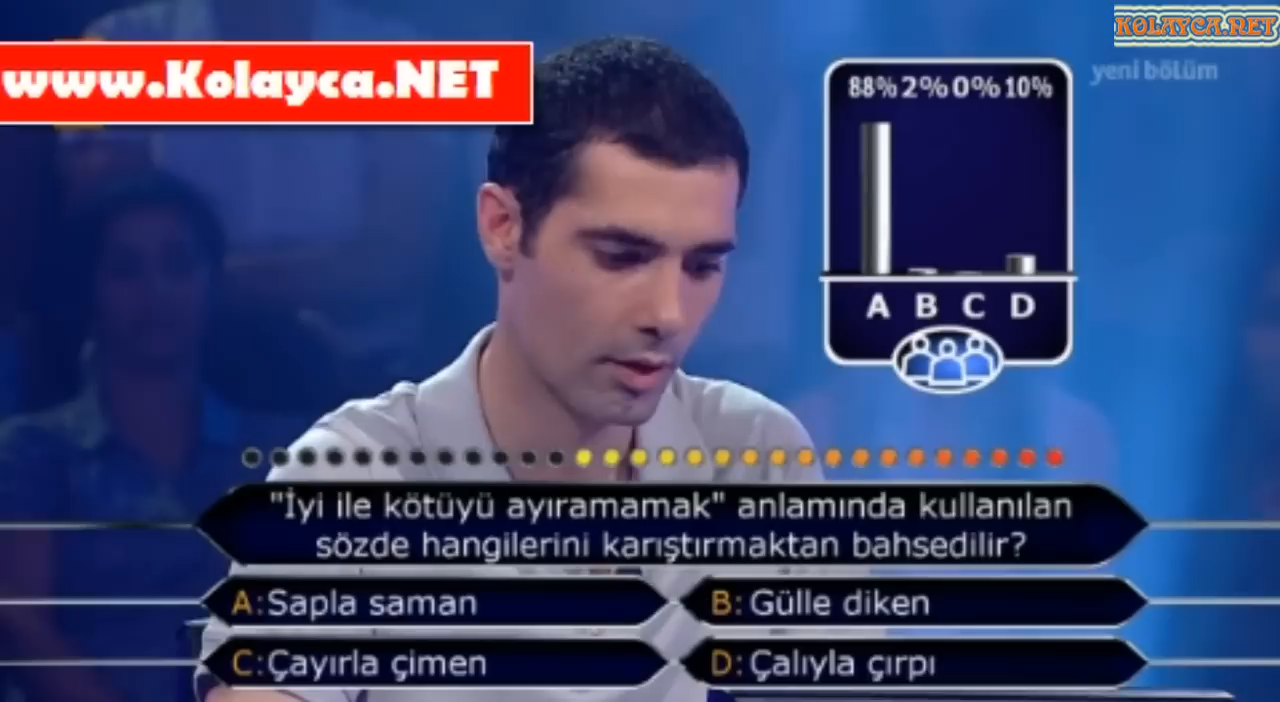 KOLAYCA.NET
www.Kolayca.NET
yeni bölüm
88% 2% 0% 10%
A B C D
"İyi ile kötüyü ayıramamak" anlamında kullanılan
sözde hangilerini karıştırmaktan bahsedilir?
A: Sapla saman
B: Gülle diken
C: Çayırla çimen
D: Çalıyla çırpı